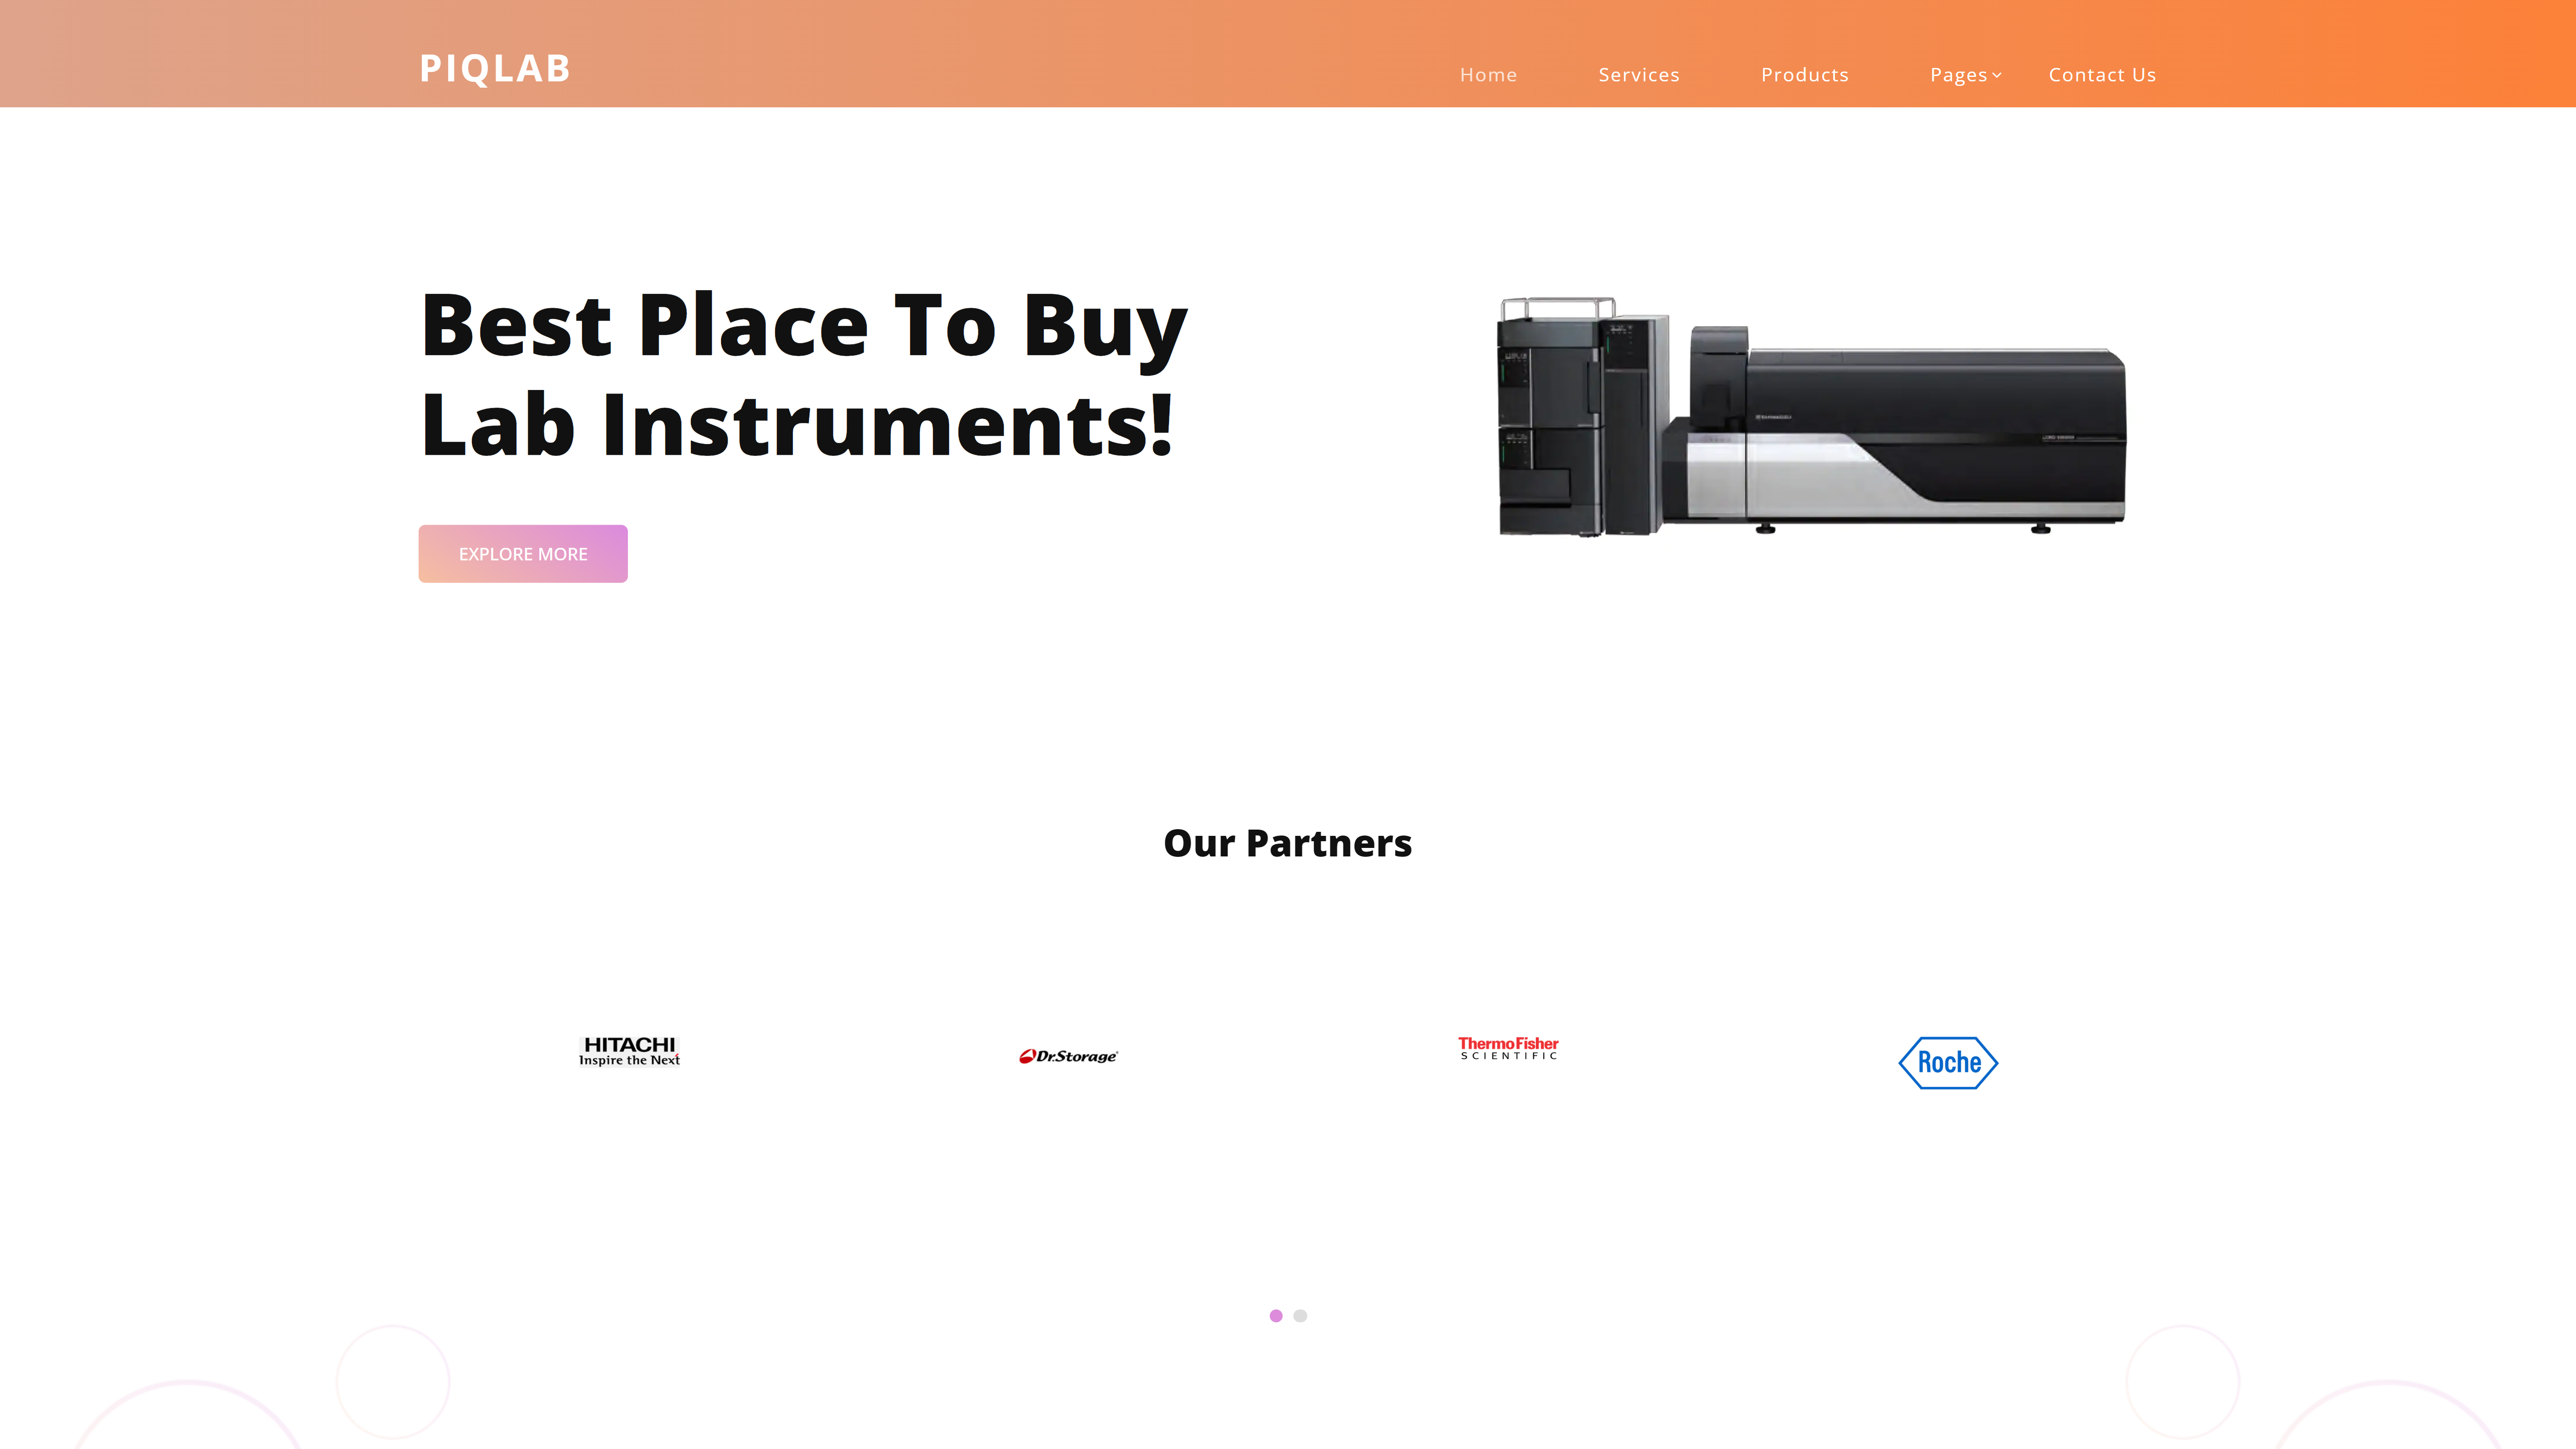 PIQLAB
Home
Services
Products
Pages
Contact Us
Best Place To Buy
Lab Instruments!
EXPLORE MORE
Our Partners
HITACHI
Inspire the Next
Dr.Storage
ThermoFisher
SCIENTIFIC
Roche